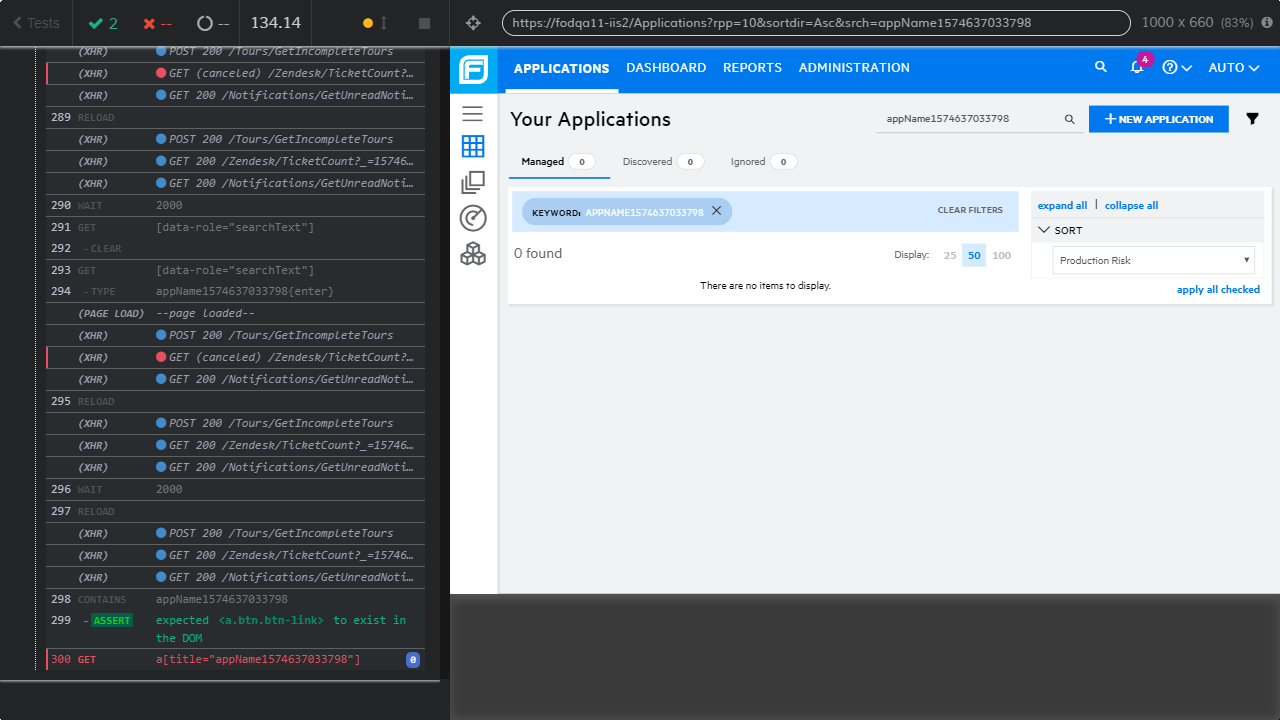 Tests 2 -- -- 134.14
https://fodqa11-iis2/Applications?rpp=10&sortdir=Asc&srch=appName1574637033798 1000 x 660 (83%)
(XHR) POST 200 /Tours/GetIncompleteTours
(XHR) GET (canceled) /Zendesk/TicketCount?…
(XHR) GET 200 /Notifications/GetUnreadNoti…
289 RELOAD
(XHR) POST 200 /Tours/GetIncompleteTours
(XHR) GET 200 /Zendesk/TicketCount?_=15746…
(XHR) GET 200 /Notifications/GetUnreadNoti…
290 WAIT 2000
291 GET [data-role="searchText"]
292 - CLEAR
293 GET [data-role="searchText"]
294 - TYPE appName1574637033798{enter}
(PAGE LOAD) --page loaded--
(XHR) POST 200 /Tours/GetIncompleteTours
(XHR) GET (canceled) /Zendesk/TicketCount?…
(XHR) GET 200 /Notifications/GetUnreadNoti…
295 RELOAD
(XHR) POST 200 /Tours/GetIncompleteTours
(XHR) GET 200 /Zendesk/TicketCount?_=15746…
(XHR) GET 200 /Notifications/GetUnreadNoti…
296 WAIT 2000
297 RELOAD
(XHR) POST 200 /Tours/GetIncompleteTours
(XHR) GET 200 /Zendesk/TicketCount?_=15746…
(XHR) GET 200 /Notifications/GetUnreadNoti…
298 CONTAINS appName1574637033798
299 - ASSERT expected <a.btn.btn-link> to exist in
the DOM
300 GET a[title="appName1574637033798"] 0
APPLICATIONS DASHBOARD REPORTS ADMINISTRATION 4 AUTO
Your Applications appName1574637033798 + NEW APPLICATION
Managed 0 Discovered 0 Ignored 0
KEYWORD: APPNAME1574637033798 CLEAR FILTERS
0 found Display: 25 50 100
There are no items to display.
expand all | collapse all
SORT
Production Risk
apply all checked